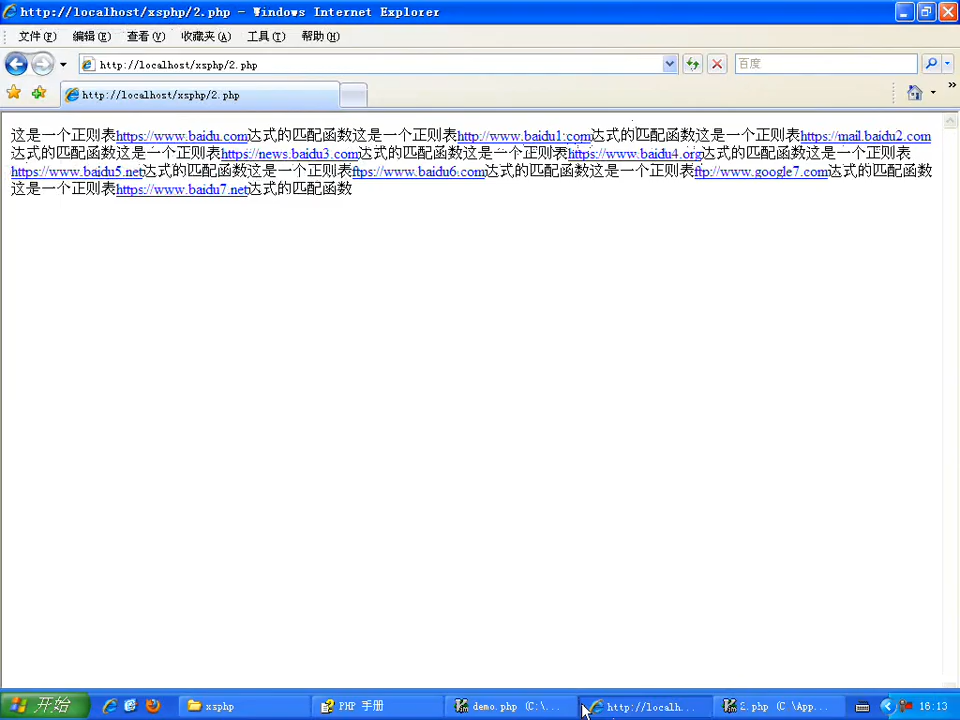 http://localhost/xsphp/2.php - Windows Internet Explorer
文件(F) 编辑(E) 查看(V) 收藏夹(A) 工具(T) 帮助(H)
http://localhost/xsphp/2.php 百度
http://localhost/xsphp/2.php
这是一个正则表https://www.baidu.com达式的匹配函数这是一个正则表http://www.baidu1.com达式的匹配函数这是一个正则表https://mail.baidu2.com
达式的匹配函数这是一个正则表https://news.baidu3.com达式的匹配函数这是一个正则表https://www.baidu4.org达式的匹配函数这是一个正则表
https://www.baidu5.net达式的匹配函数这是一个正则表ftps://www.baidu6.com达式的匹配函数这是一个正则表ftp://www.google7.com达式的匹配函数
这是一个正则表https://www.baidu7.net达式的匹配函数
开始 xsphp PHP 手册 demo.php (C:\... http://localh... 2.php (C \App... 16:13